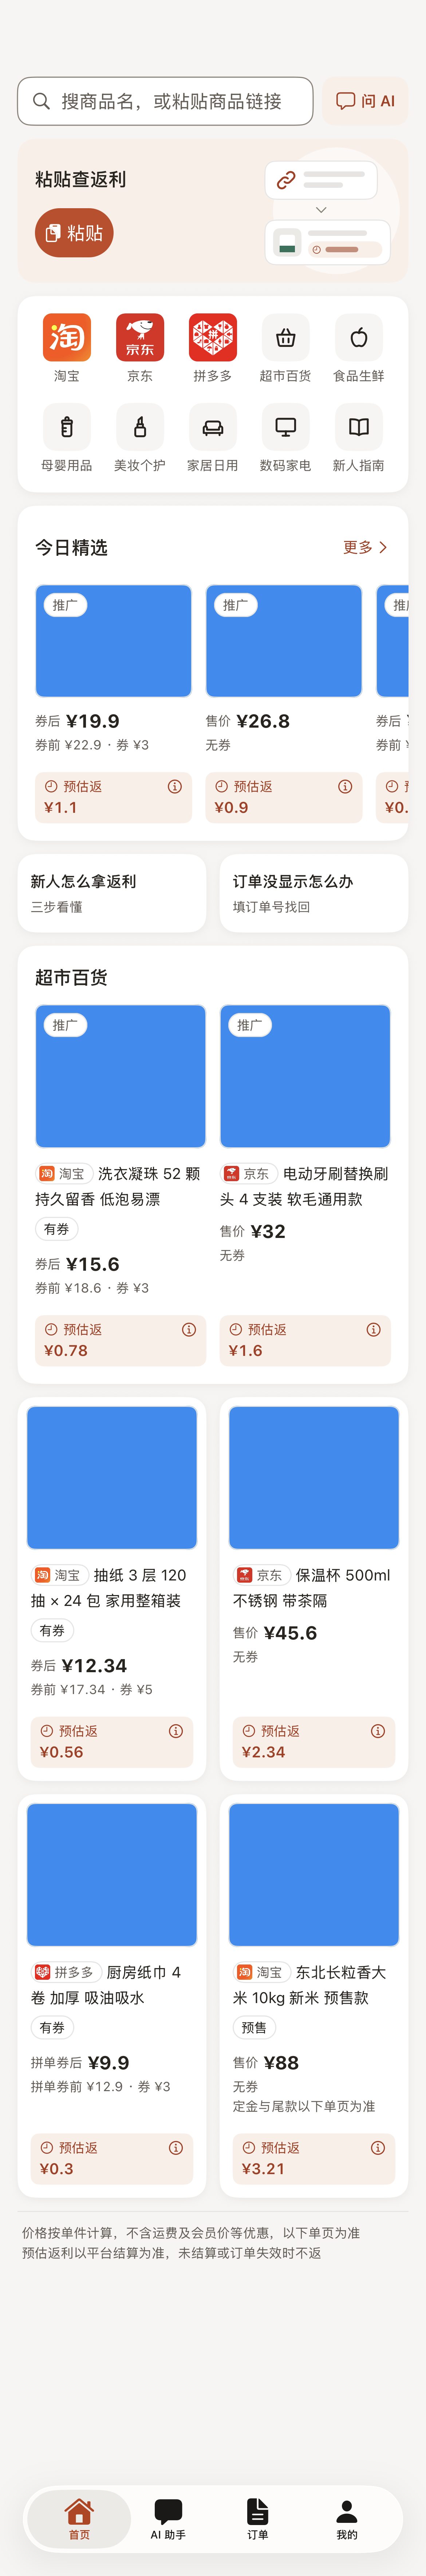 搜商品名，或粘贴商品链接
问 AI
粘贴查返利
粘贴
淘
JD 京东
拼
淘宝
京东
拼多多
超市百货
食品生鲜
母婴用品
美妆个护
家居日用
数码家电
新人指南
今日精选
更多
推广
推广
券后 ¥19.9
券前 ¥22.9 · 券 ¥3
预估返
¥1.1
售价 ¥26.8
无券
预估返
¥0.9
券后
券前
¥0.
新人怎么拿返利
三步看懂
订单没显示怎么办
填订单号找回
超市百货
推广
淘宝 洗衣凝珠 52 颗
持久留香 低泡易漂
有券
券后 ¥15.6
券前 ¥18.6 · 券 ¥3
预估返
¥0.78
推广
京东 电动牙刷替换刷
头 4 支装 软毛通用款
售价 ¥32
无券
预估返
¥1.6
淘宝 抽纸 3 层 120
抽 × 24 包 家用整箱装
有券
券后 ¥12.34
券前 ¥17.34 · 券 ¥5
预估返
¥0.56
京东 保温杯 500ml
不锈钢 带茶隔
售价 ¥45.6
无券
预估返
¥2.34
拼多多 厨房纸巾 4
卷 加厚 吸油吸水
有券
拼单券后 ¥9.9
拼单券前 ¥12.9 · 券 ¥3
预估返
¥0.3
淘宝 东北长粒香大
米 10kg 新米 预售款
预售
售价 ¥88
无券
定金与尾款以下单页为准
预估返
¥3.21
价格按单件计算，不含运费及会员价等优惠，以下单页为准
预估返利以平台结算为准，未结算或订单失效时不返
首页
AI 助手
订单
我的